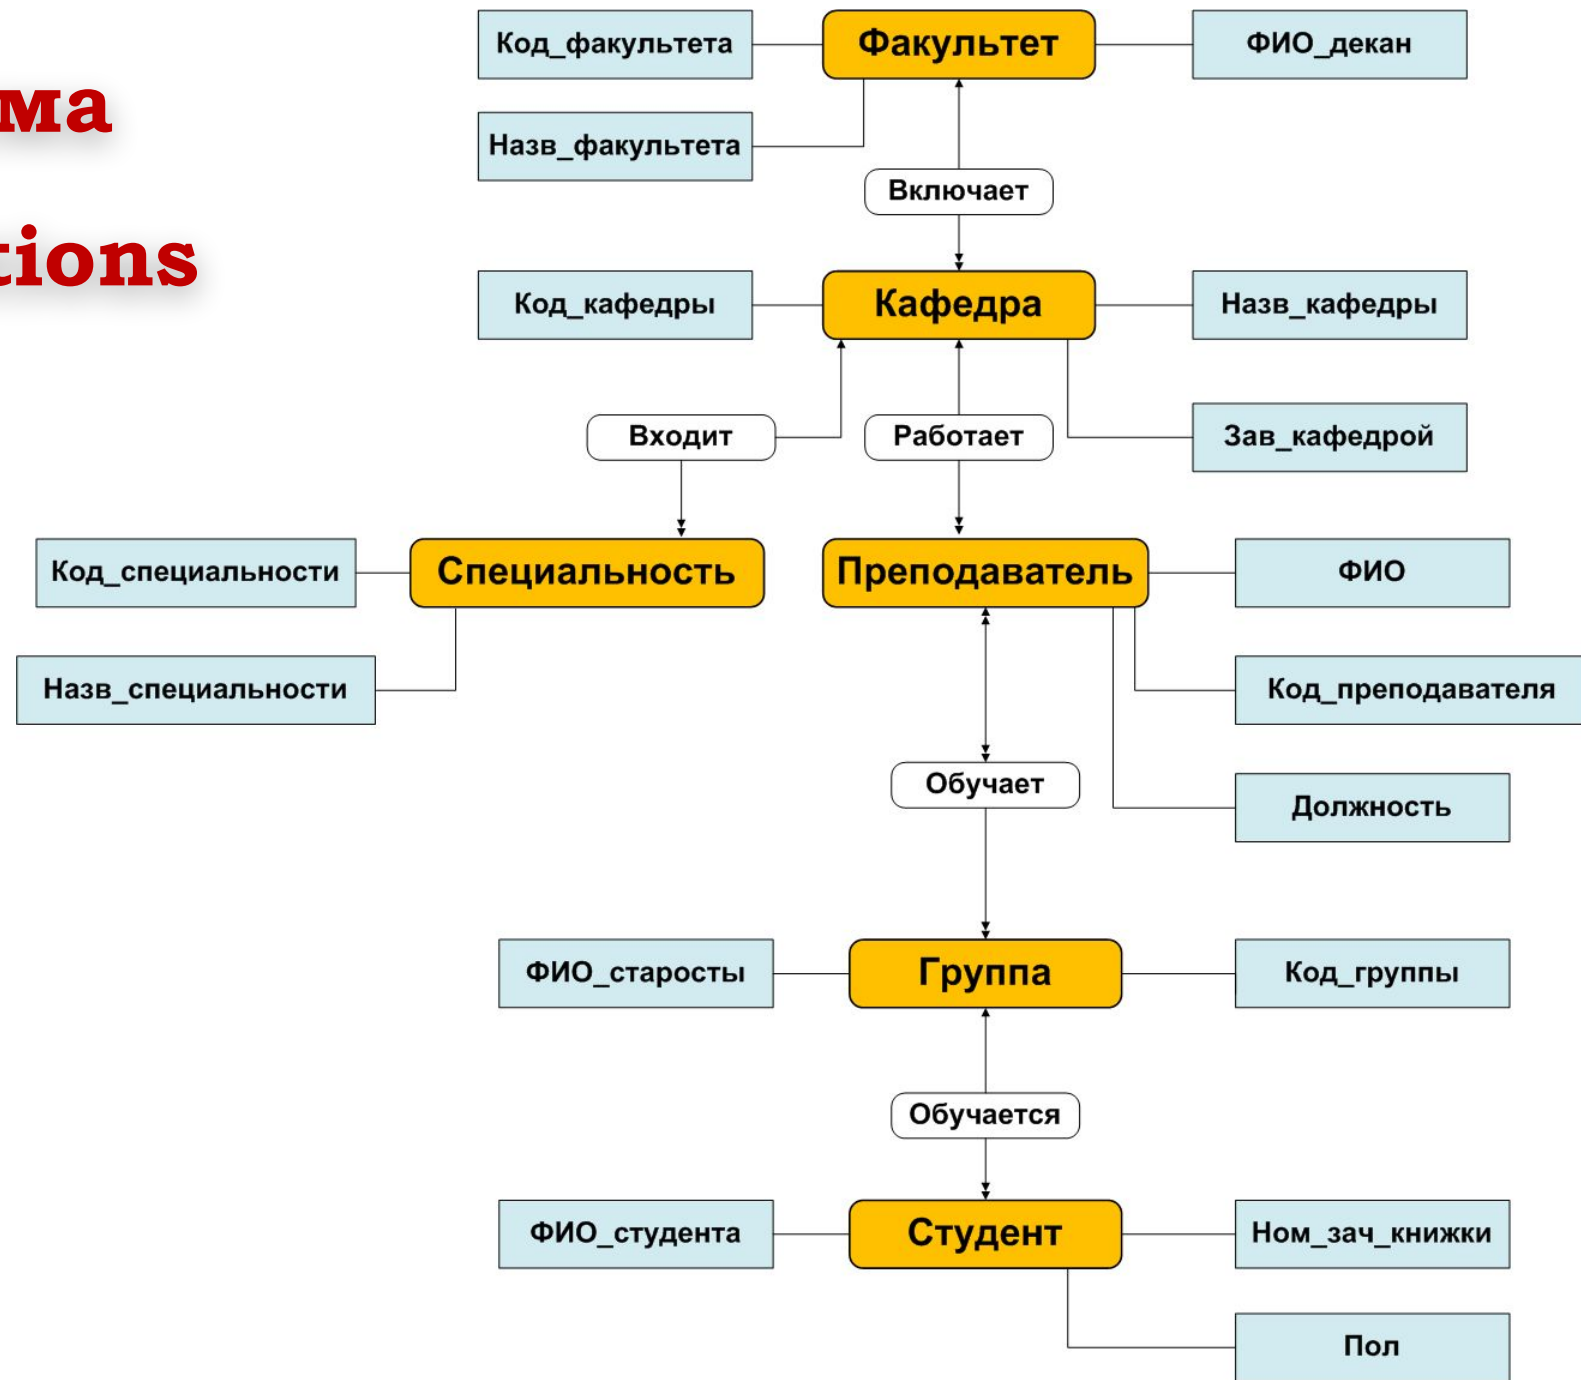 ма
tions
Код_факультета
Факультет
ФИО_декан
Назв_факультета
Включает
Код_кафедры
Кафедра
Назв_кафедры
Входит
Работает
Зав_кафедрой
Код_специальности
Специальность
Преподаватель
ФИО
Назв_специальности
Код_преподавателя
Обучает
Должность
ФИО_старосты
Группа
Код_группы
Обучается
ФИО_студента
Студент
Ном_зач_книжки
Пол